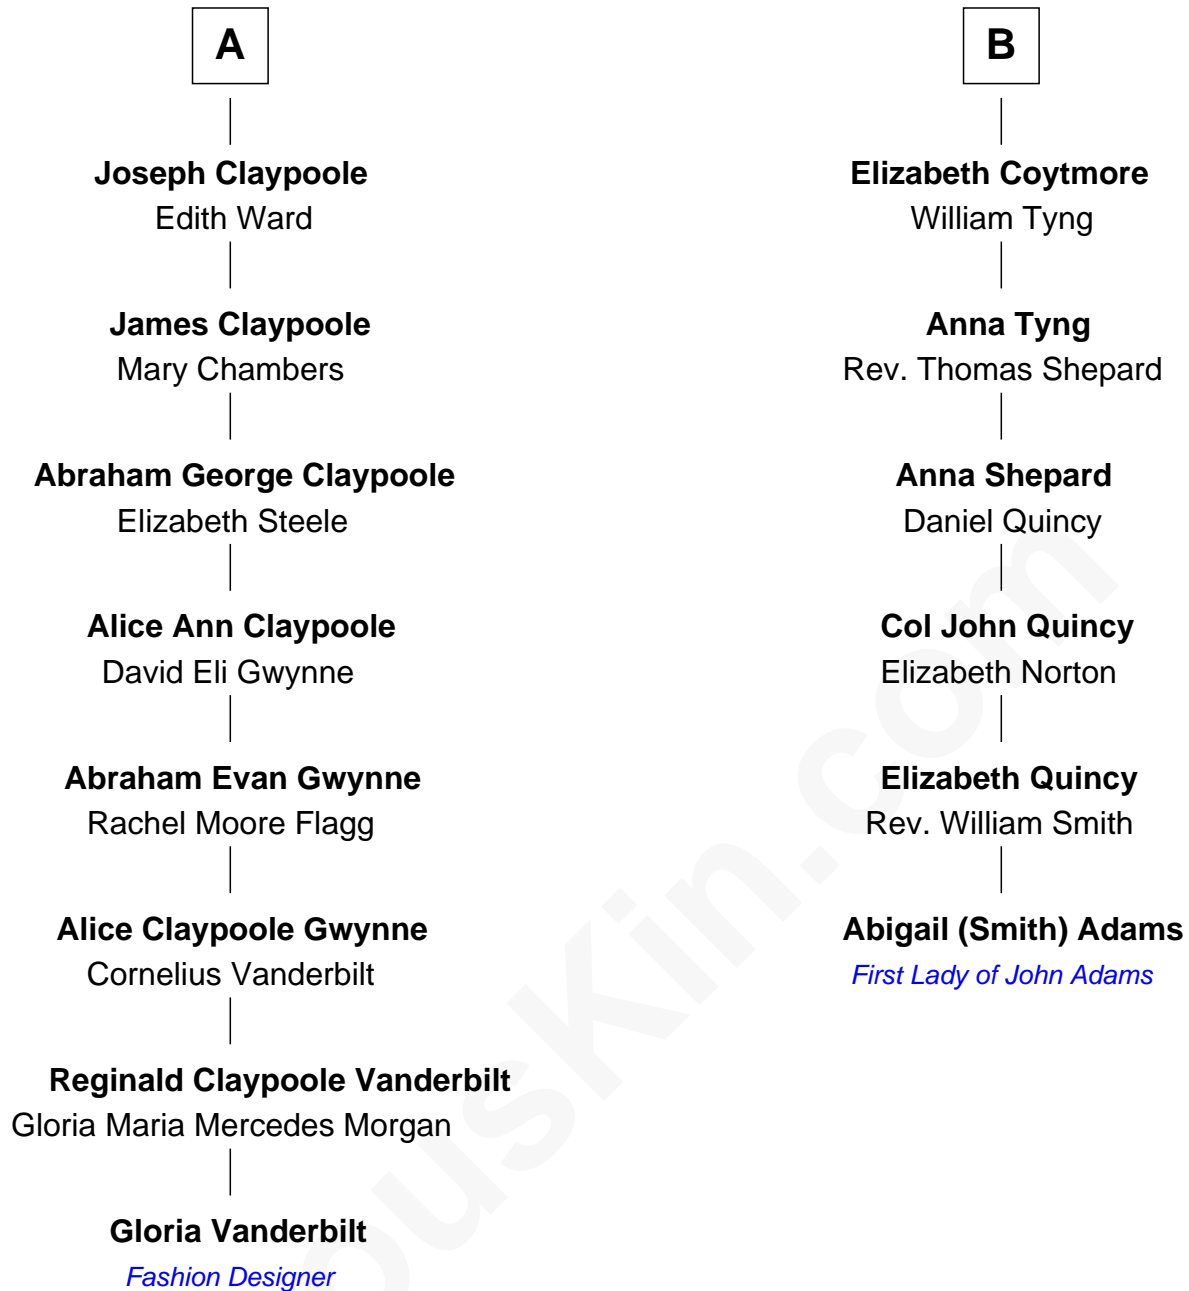 A
Joseph Claypoole
Edith Ward
James Claypoole
Mary Chambers
Abraham George Claypoole
Elizabeth Steele
Alice Ann Claypoole
David Eli Gwynne
Abraham Evan Gwynne
Rachel Moore Flagg
Alice Claypoole Gwynne
Cornelius Vanderbilt
Reginald Claypoole Vanderbilt
Gloria Maria Mercedes Morgan
Gloria Vanderbilt
Fashion Designer
B
Elizabeth Coytmore
William Tyng
Anna Tyng
Rev. Thomas Shepard
Anna Shepard
Daniel Quincy
Col John Quincy
Elizabeth Norton
Elizabeth Quincy
Rev. William Smith
Abigail (Smith) Adams
First Lady of John Adams
ousKin.com